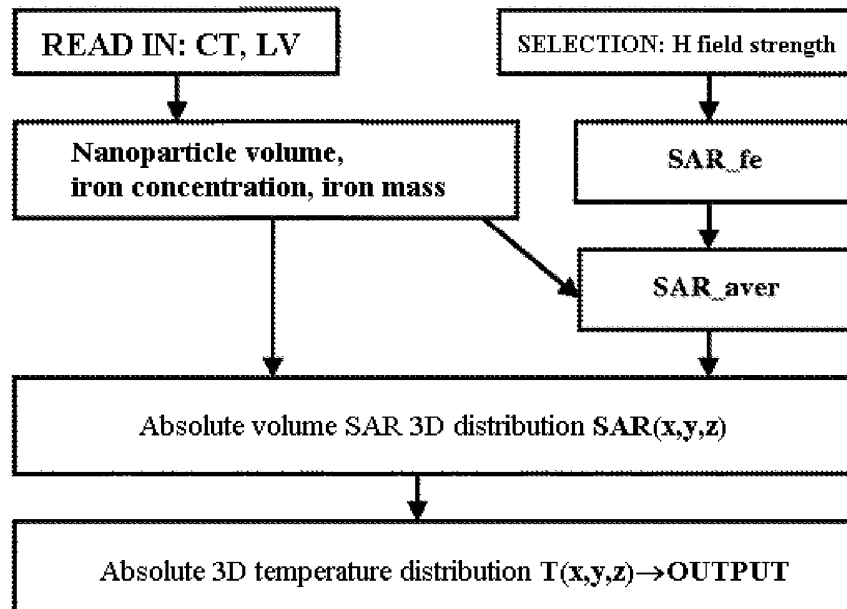 READ IN: CT, LV
SELECTION: H field strength
Nanoparticle volume,
iron concentration, iron mass
SAR_fe
SAR_aver
Absolute volume SAR 3D distribution SAR(x,y,z)
Absolute 3D temperature distribution T(x,y,z)→OUTPUT